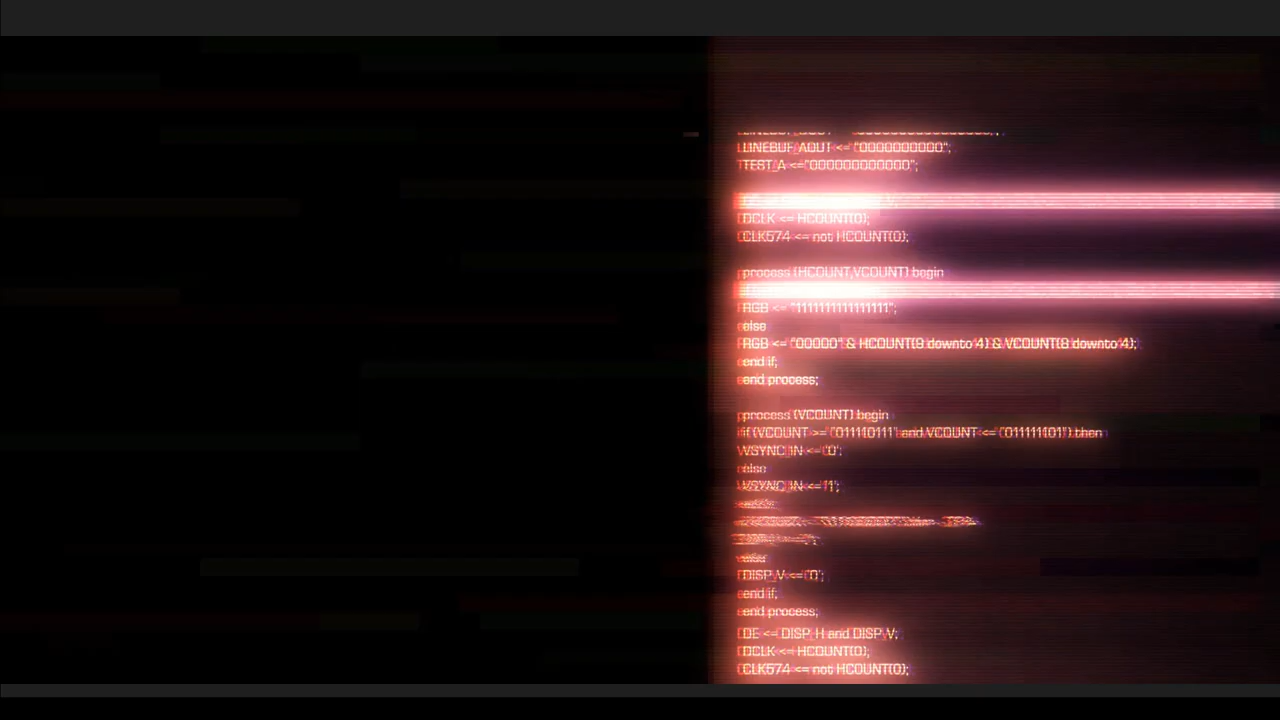 LINEBUF_AOUT <= "0000000000";
TEST_A <="000000000000";
DCLK <= HCOUNT(0);
CLK574 <= not HCOUNT(0);
process (HCOUNT,VCOUNT) begin
RGB <= "1111111111111111";
else
RGB <= "00000" & HCOUNT(9 downto 4) & VCOUNT(8 downto 4);
end if;
end process;
process (VCOUNT) begin
if (VCOUNT >= "011110111" and VCOUNT <= "011111101") then
VSYNC_IN <= '0';
else
VSYNC_IN <= '1';
else
DISP_V <= '0';
end if;
end process;
DE <= DISP_H and DISP_V;
DCLK <= HCOUNT(0);
CLK574 <= not HCOUNT(0);